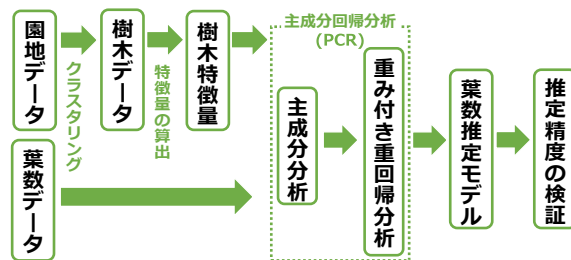 園地データ
クラスタリング
樹木データ
特徴量の算出
樹木特徴量
葉数データ
主成分回帰分析
(PCR)
主成分分析
重み付き重回帰分析
葉数推定モデル
推定精度の検証